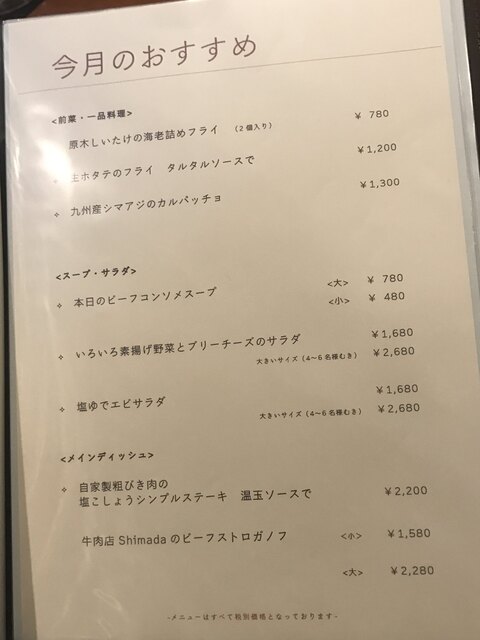 今月のおすすめ
<前菜・一品料理>
原木しいたけの海老詰めフライ (2個入り) ¥ 780
生ホタテのフライ タルタルソースで ¥1,200
✧ 九州産シマアジのカルパッチョ ¥1,300
<スープ・サラダ>
✧ 本日のビーフコンソメスープ <大> ¥ 780
<小> ¥ 480
✧ いろいろ素揚げ野菜とブリーチーズのサラダ ¥1,680
大きいサイズ(4～6名様むき) ¥2,680
✧ 塩ゆでエビサラダ ¥1,680
大きいサイズ(4～6名様むき) ¥2,680
<メインディッシュ>
✧ 自家製粗びき肉の
塩こしょうシンプルステーキ 温玉ソースで ¥2,200
牛肉店 Shimada のビーフストロガノフ <小> ¥1,580
<大> ¥2,280
-メニューはすべて税別価格となっております-